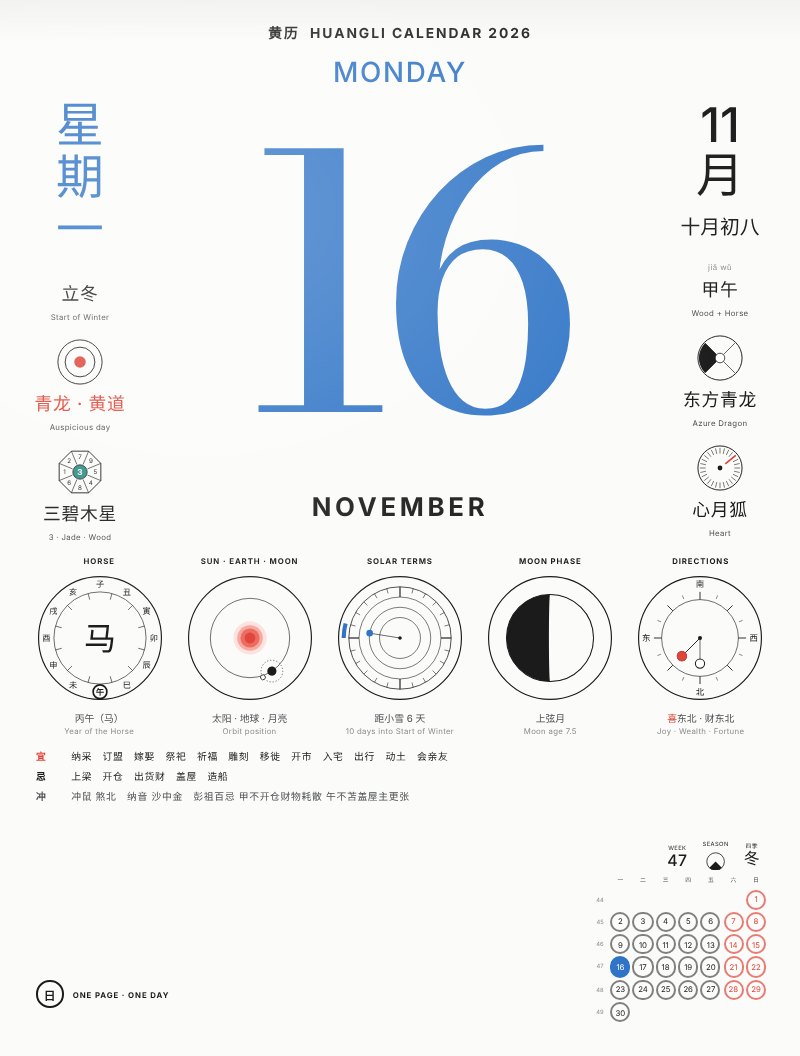 黄历 HUANGLI CALENDAR 2026
MONDAY
星期一
16
11月
十月初八
立冬
Start of Winter
jiǎ wǔ
甲午
Wood + Horse
青龙 · 黄道
Auspicious day
东方青龙
Azure Dragon
2 7 9
1 3 5
6 8 4
三碧木星
3 · Jade · Wood
心月狐
Heart
NOVEMBER
HORSE
子 丑 寅 卯 辰 巳 午 未 申 酉 戌 亥
马
丙午（马）
Year of the Horse
SUN · EARTH · MOON
太阳 · 地球 · 月亮
Orbit position
SOLAR TERMS
距小雪 6 天
10 days into Start of Winter
MOON PHASE
上弦月
Moon age 7.5
DIRECTIONS
南
东 西
北
喜东北 · 财东北
Joy · Wealth · Fortune
宜 纳采 订盟 嫁娶 祭祀 祈福 雕刻 移徙 开市 入宅 出行 动土 会亲友
忌 上梁 开仓 出货财 盖屋 造船
冲 冲鼠 煞北 纳音 沙中金 彭祖百忌 甲不开仓财物耗散 午不苫盖屋主更张
WEEK
47
SEASON
四季
冬
一 二 三 四 五 六 日
44 1
45 2 3 4 5 6 7 8
46 9 10 11 12 13 14 15
47 16 17 18 19 20 21 22
48 23 24 25 26 27 28 29
49 30
日 ONE PAGE · ONE DAY